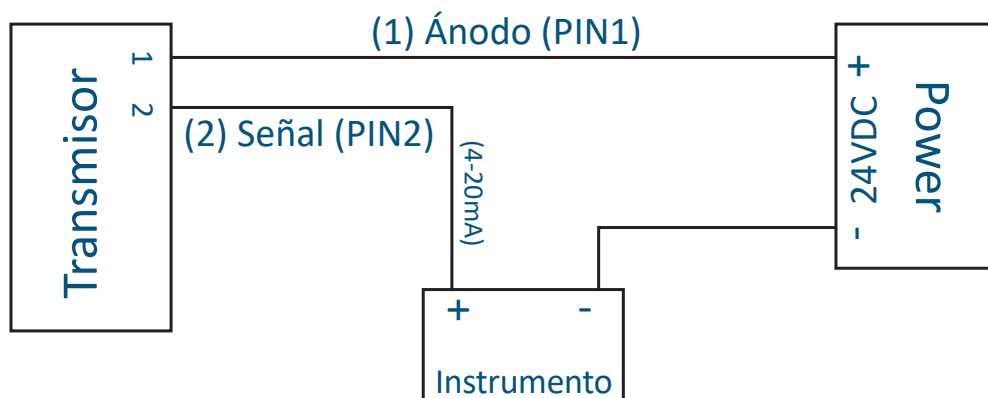 (1) Ánodo (PIN1)
Transmisor
1
2
(2) Señal (PIN2)
(4-20mA)
- 24VDC +
Power
+ -
Instrumento